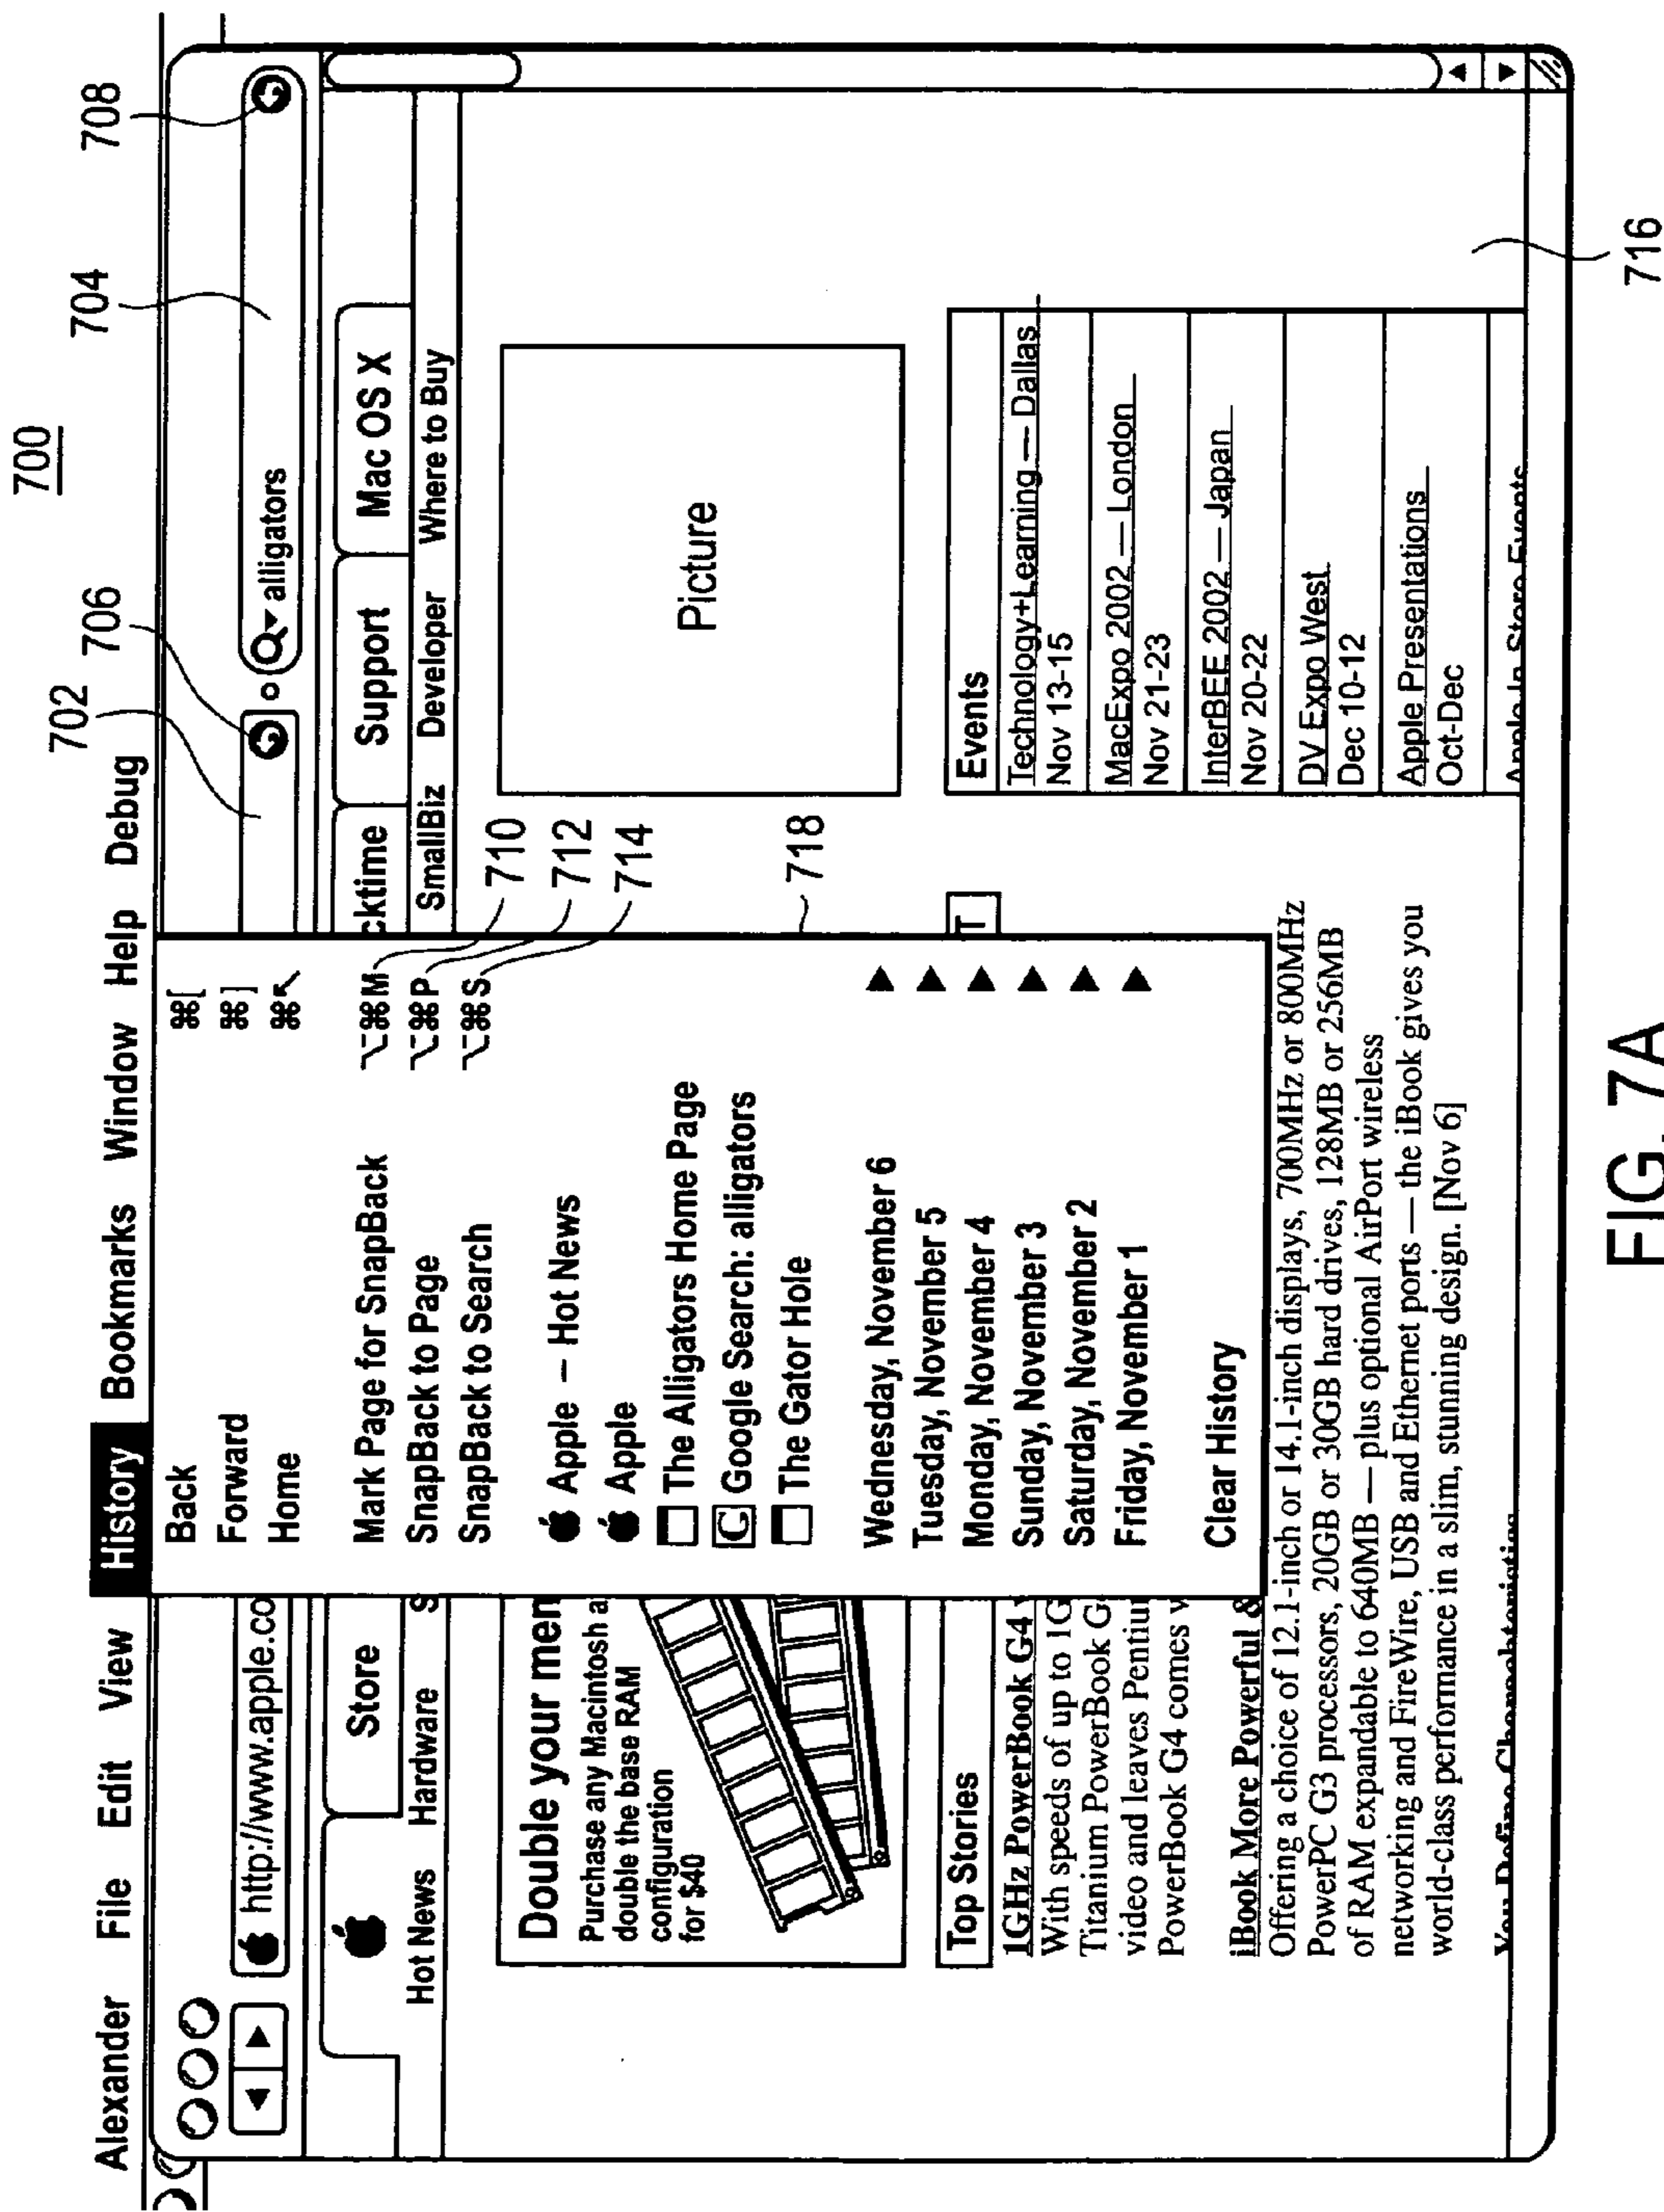 700
702
706
704
708
Alexander File Edit View History Bookmarks Window Help Debug
http://www.apple.co
alligators
Store
cktime
Support
Mac OS X
Hot News Hardware S
SmallBiz Developer Where to Buy
Back ⌘[
Forward ⌘]
Home ⌘↖
Mark Page for SnapBack ⌥⌘M
SnapBack to Page ⌥⌘P
SnapBack to Search ⌥⌘S
710
712
714
718
Apple – Hot News
Apple
The Alligators Home Page
G Google Search: alligators
The Gator Hole
Wednesday, November 6
Tuesday, November 5
Monday, November 4
Sunday, November 3
Saturday, November 2
Friday, November 1
Clear History
Double your men
Purchase any Macintosh a
double the base RAM
configuration
for $40
Picture
Top Stories
T
1GHz PowerBook G4
With speeds of up to 1G
Titanium PowerBook G
video and leaves Pentiu
PowerBook G4 comes
iBook More Powerful &
Offering a choice of 12.1-inch or 14.1-inch displays, 700MHz or 800MHz
PowerPC G3 processors, 20GB or 30GB hard drives, 128MB or 256MB
of RAM expandable to 640MB — plus optional AirPort wireless
networking and FireWire, USB and Ethernet ports — the iBook gives you
world-class performance in a slim, stunning design. [Nov 6]
You Define
Events
Technology+Learning — Dallas
Nov 13-15
MacExpo 2002 — London
Nov 21-23
InterBEE 2002 — Japan
Nov 20-22
DV Expo West
Dec 10-12
Apple Presentations
Oct-Dec
Apple In-Store Events
716
FIG. 7A